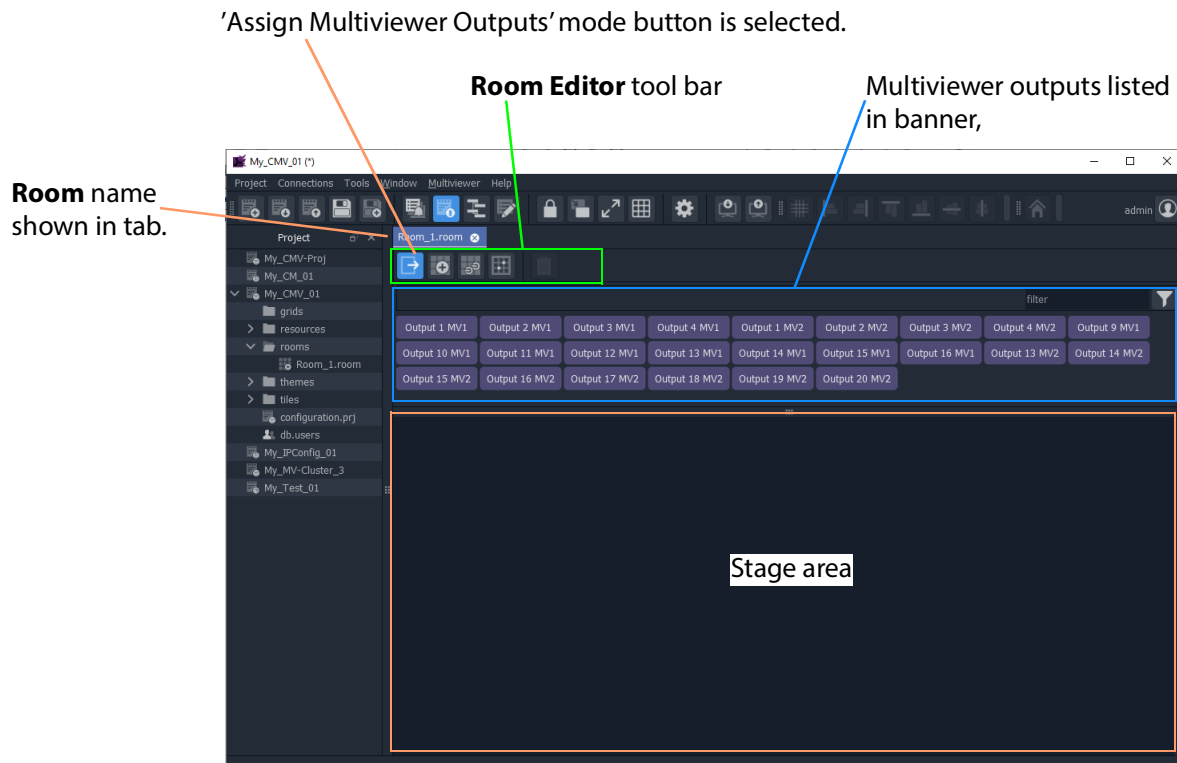 'Assign Multiviewer Outputs' mode button is selected.
Room Editor tool bar
Multiviewer outputs listed
in banner,
Room name
shown in tab.
My_CMV_01 (*)
Project Connections Tools Window Multiviewer Help
admin
Project
Room_1.room
My_CMV-Proj
My_CM_01
My_CMV_01
grids
resources
rooms
Room_1.room
themes
tiles
configuration.prj
db.users
My_IPConfig_01
My_MV-Cluster_3
My_Test_01
filter
Output 1 MV1 Output 2 MV1 Output 3 MV1 Output 4 MV1 Output 1 MV2 Output 2 MV2 Output 3 MV2 Output 4 MV2 Output 9 MV1
Output 10 MV1 Output 11 MV1 Output 12 MV1 Output 13 MV1 Output 14 MV1 Output 15 MV1 Output 16 MV1 Output 13 MV2 Output 14 MV2
Output 15 MV2 Output 16 MV2 Output 17 MV2 Output 18 MV2 Output 19 MV2 Output 20 MV2
Stage area